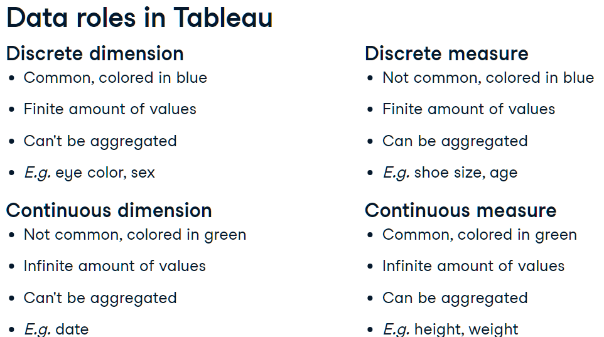 Data roles in Tableau
Discrete dimension
• Common, colored in blue
• Finite amount of values
• Can't be aggregated
• E.g. eye color, sex
Discrete measure
• Not common, colored in blue
• Finite amount of values
• Can be aggregated
• E.g. shoe size, age
Continuous dimension
• Not common, colored in green
• Infinite amount of values
• Can't be aggregated
• E.g. date
Continuous measure
• Common, colored in green
• Infinite amount of values
• Can be aggregated
• E.g. height, weight